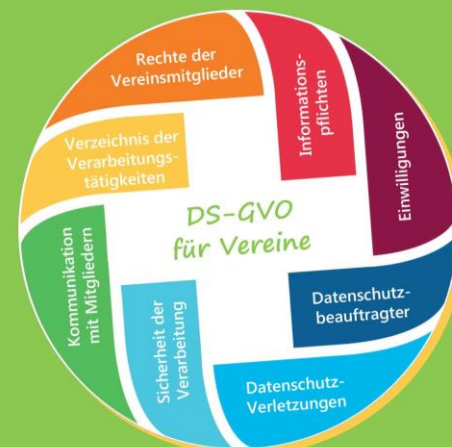 Rechte der
Vereinsmitglieder
Informations-
pflichten
Einwilligungen
Verzeichnis der
Verarbeitungs-
tätigkeiten
DS-GVO
für Vereine
Kommunikation
mit Mitgliedern
Sicherheit der
Verarbeitung
Datenschutz-
beauftragter
Datenschutz-
Verletzungen